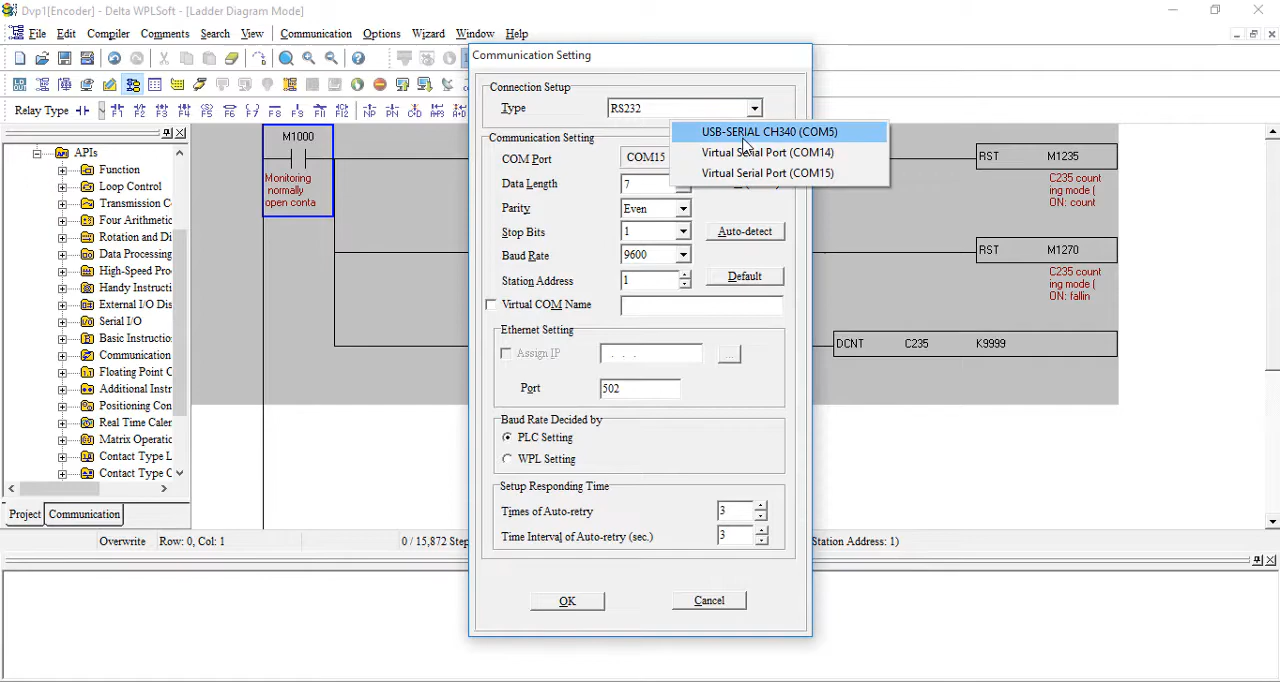 Dvp1[Encoder] - Delta WPLSoft - [Ladder Diagram Mode]
File Edit Compiler Comments Search View Communication Options Wizard Window Help
Relay Type
NP PN
APIs
Function
Loop Control
Transfer C
Four Arithmetic
Rotation and Di
Data Processing
High-Speed Pro
Handy Instructio
External I/O Dis
Serial I/O
Basic Instructio
Communication
Floating Point C
Additional Instr
Positioning Con
Real Time Caler
Matrix Operatio
Contact Type L
Contact Type C
Project Communication
M1000
Monitoring
normally
open conta
RST M1235
C235 count
ing mode (
ON: count
RST M1270
C235 count
ing mode (
ON: fallin
DCNT C235 K9999
Communication Setting
Connection Setup
Type RS232
USB-SERIAL CH340 (COM5)
Virtual Serial Port (COM14)
Virtual Serial Port (COM15)
Communication Setting
COM Port COM15
Data Length 7
Parity Even
Stop Bits 1 Auto-detect
Baud Rate 9600
Station Address 1 Default
Virtual COM Name
Ethernet Setting
Assign IP . . . ...
Port 502
Baud Rate Decided by
PLC Setting
WPL Setting
Setup Responding Time
Times of Auto-retry 3
Time Interval of Auto-retry (sec.) 3
OK Cancel
Overwrite Row: 0, Col: 1 0/15,872 Step Station Address: 1)